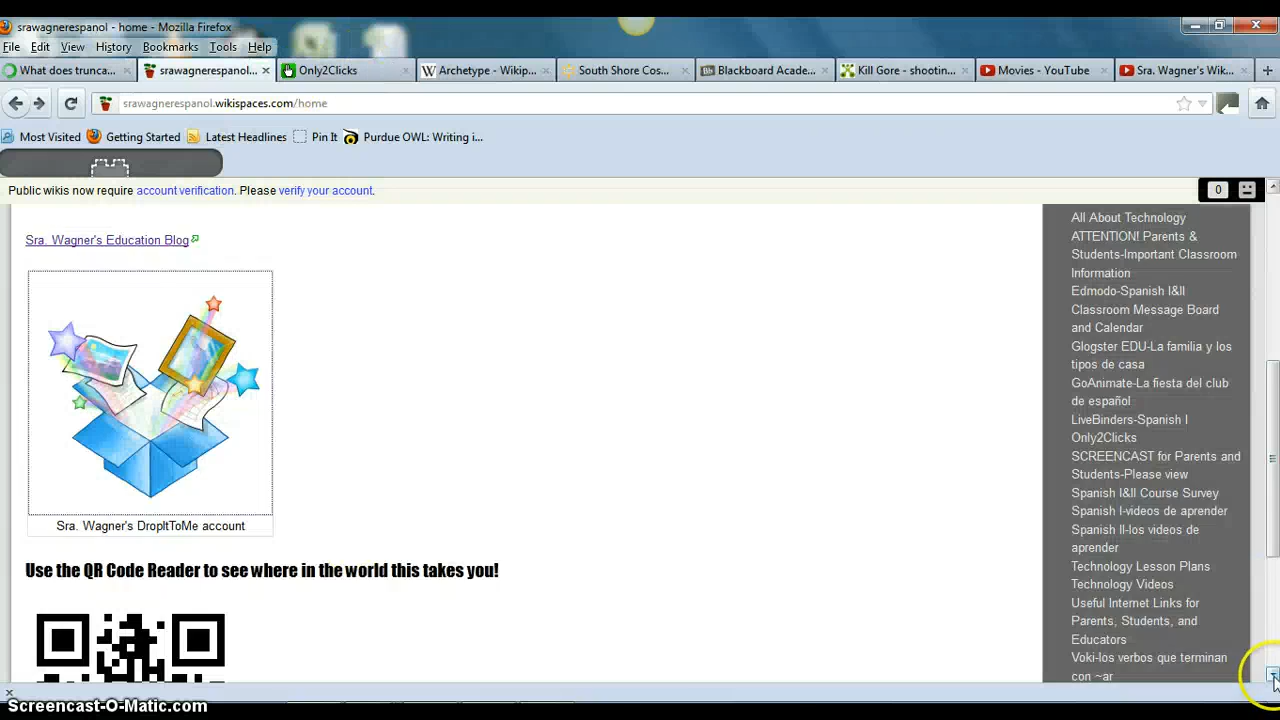 srawagnerespanol - home - Mozilla Firefox
File Edit View History Bookmarks Tools Help
What does trunca...
srawagnerespanol...
Only2Clicks
Archetype - Wikip...
South Shore Cos...
Blackboard Acade...
Kill Gore - shootin...
Movies - YouTube
Sra. Wagner's Wik...
srawagnerespanol.wikispaces.com/home
Most Visited Getting Started Latest Headlines Pin It Purdue OWL: Writing i...
Public wikis now require account verification. Please verify your account.
0
Sra. Wagner's Education Blog
Sra. Wagner's DropItToMe account
Use the QR Code Reader to see where in the world this takes you!
All About Technology
ATTENTION! Parents &
Students-Important Classroom
Information
Edmodo-Spanish I&II
Classroom Message Board
and Calendar
Glogster EDU-La familia y los
tipos de casa
GoAnimate-La fiesta del club
de español
LiveBinders-Spanish I
Only2Clicks
SCREENCAST for Parents and
Students-Please view
Spanish I&II Course Survey
Spanish I-videos de aprender
Spanish II-los videos de
aprender
Technology Lesson Plans
Technology Videos
Useful Internet Links for
Parents, Students, and
Educators
Voki-los verbos que terminan
con ~ar
Screencast-O-Matic.com